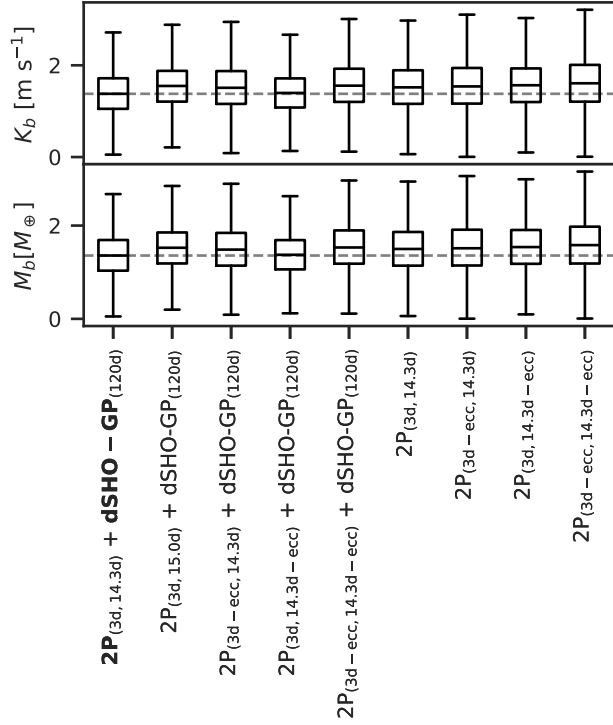 K_b [m s⁻¹]
2
0
M_b[M_⊕]
2
0
2P(3d, 14.3d) + dSHO − GP(120d)
2P(3d, 15.0d) + dSHO-GP(120d)
2P(3d − ecc, 14.3d) + dSHO-GP(120d)
2P(3d, 14.3d − ecc) + dSHO-GP(120d)
2P(3d − ecc, 14.3d − ecc) + dSHO-GP(120d)
2P(3d, 14.3d)
2P(3d − ecc, 14.3d)
2P(3d, 14.3d − ecc)
2P(3d − ecc, 14.3d − ecc)